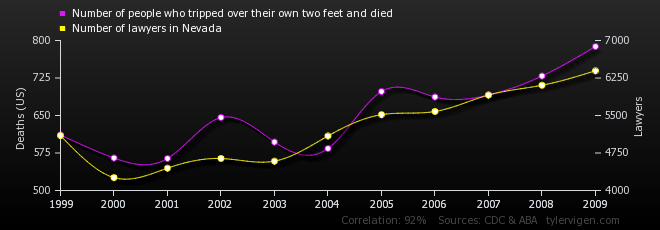 Number of people who tripped over their own two feet and died
Number of lawyers in Nevada
800 7000
725 6250
650 5500
575 4750
500 4000
Deaths (US)
Lawyers
1999 2000 2001 2002 2003 2004 2005 2006 2007 2008 2009
Correlation: 92% Sources: CDC & ABA tylervigen.com